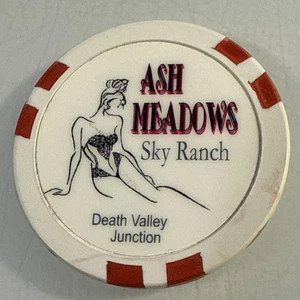 ASH
MEADOWS
Sky Ranch
Death Valley
Junction